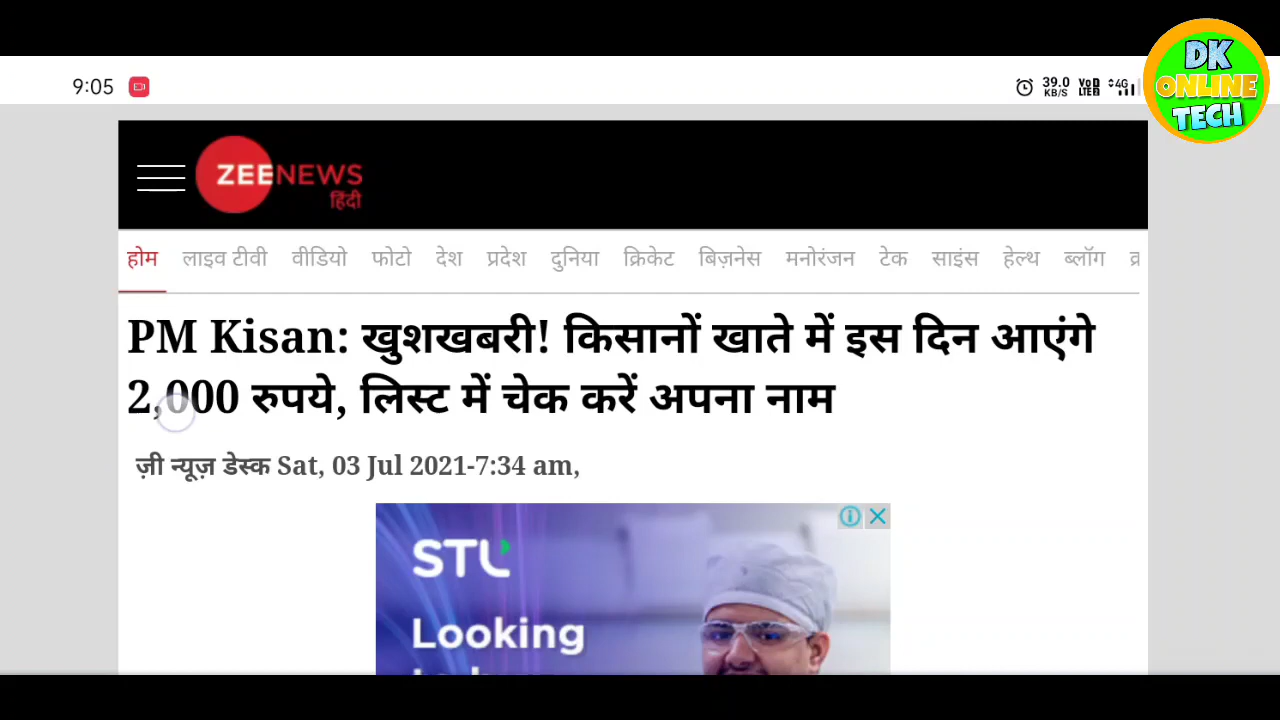 9:05
39.0
KB/S
VoD
LTE
4G
DK
ONLINE
TECH
ZEENEWS
हिंदी
होम लाइव टीवी वीडियो फोटो देश प्रदेश दुनिया क्रिकेट बिज़नेस मनोरंजन टेक साइंस हेल्थ ब्लॉग
PM Kisan: खुशखबरी! किसानों खाते में इस दिन आएंगे
2,000 रुपये, लिस्ट में चेक करें अपना नाम
ज़ी न्यूज़ डेस्क Sat, 03 Jul 2021-7:34 am,
STL
Looking